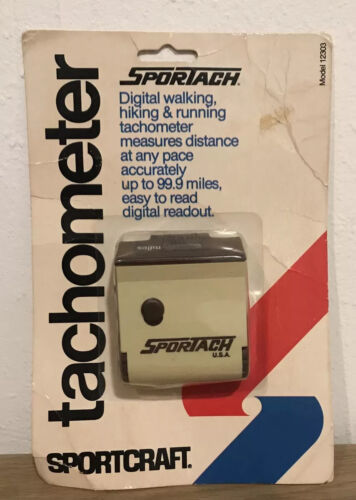 SPORTACH®
Model 12303
tachometer
Digital walking,
hiking & running
tachometer
measures distance
at any pace
accurately
up to 99.9 miles,
easy to read
digital readout.
miles
SPORTACH
U.S.A.
SPORTCRAFT®